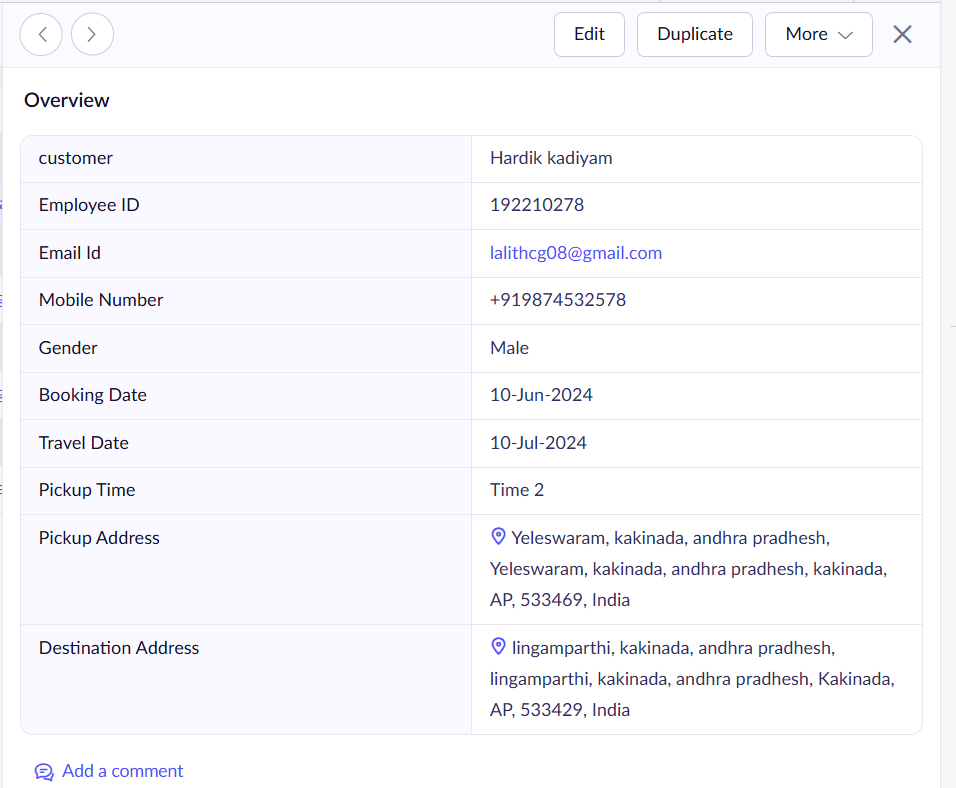 Edit
Duplicate
More
Overview
customer
Hardik kadiyam
Employee ID
192210278
Email Id
lalithcg08@gmail.com
Mobile Number
+919874532578
Gender
Male
Booking Date
10-Jun-2024
Travel Date
10-Jul-2024
Pickup Time
Time 2
Pickup Address
Yeleswaram, kakinada, andhra pradhesh,
Yeleswaram, kakinada, andhra pradhesh, kakinada,
AP, 533469, India
Destination Address
lingamparthi, kakinada, andhra pradhesh,
lingamparthi, kakinada, andhra pradhesh, Kakinada,
AP, 533429, India
Add a comment